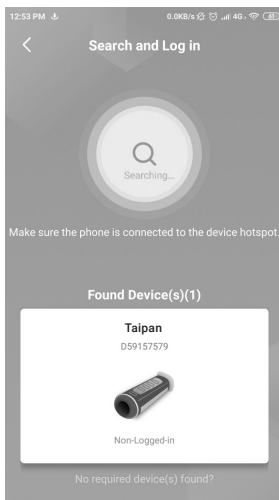 12:53 PM
0.0KB/s 4G
Search and Log in
Searching...
Make sure the phone is connected to the device hotspot.
Found Device(s)(1)
Taipan
D59157579
Non-Logged-in
No required device(s) found?